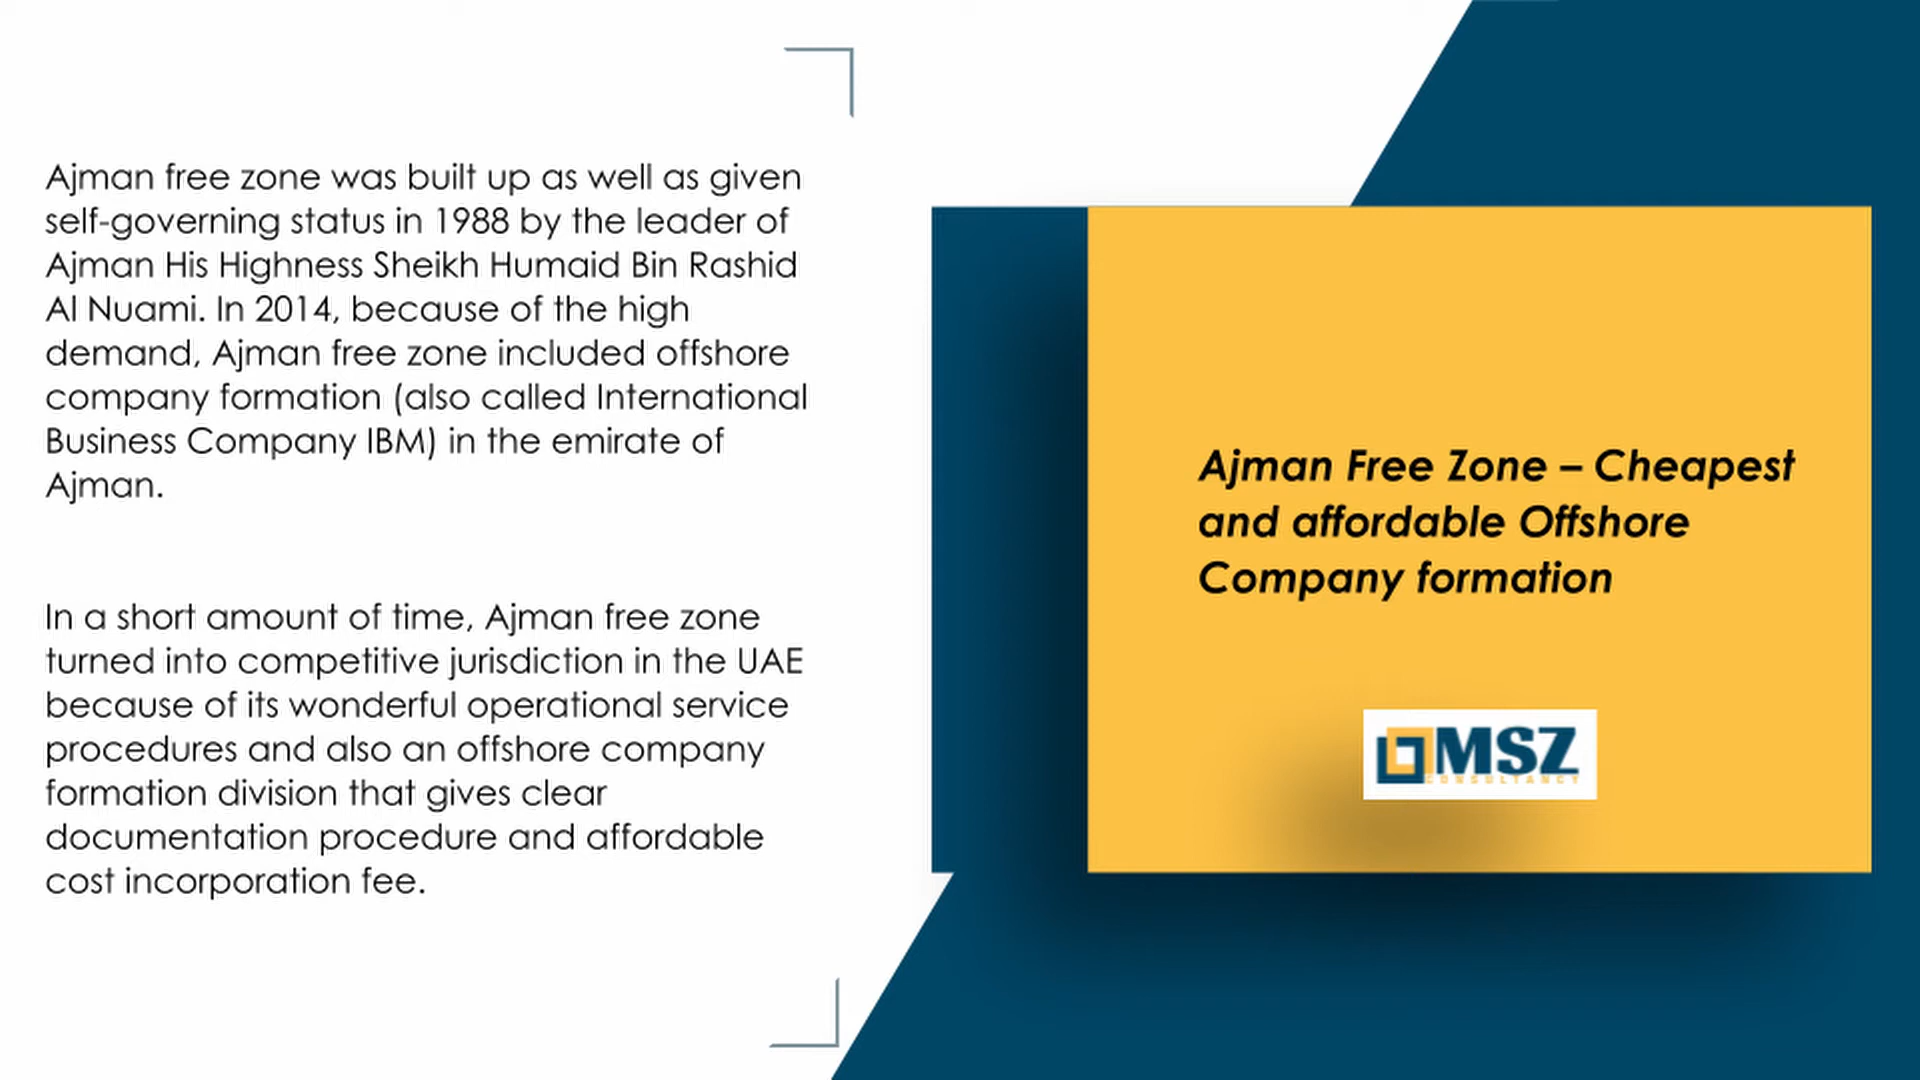 Ajman free zone was built up as well as given
self-governing status in 1988 by the leader of
Ajman His Highness Sheikh Humaid Bin Rashid
Al Nuami. In 2014, because of the high
demand, Ajman free zone included offshore
company formation (also called International
Business Company IBM) in the emirate of
Ajman.
In a short amount of time, Ajman free zone
turned into competitive jurisdiction in the UAE
because of its wonderful operational service
procedures and also an offshore company
formation division that gives clear
documentation procedure and affordable
cost incorporation fee.
Ajman Free Zone – Cheapest
and affordable Offshore
Company formation
MSZ
CONSULTANCY